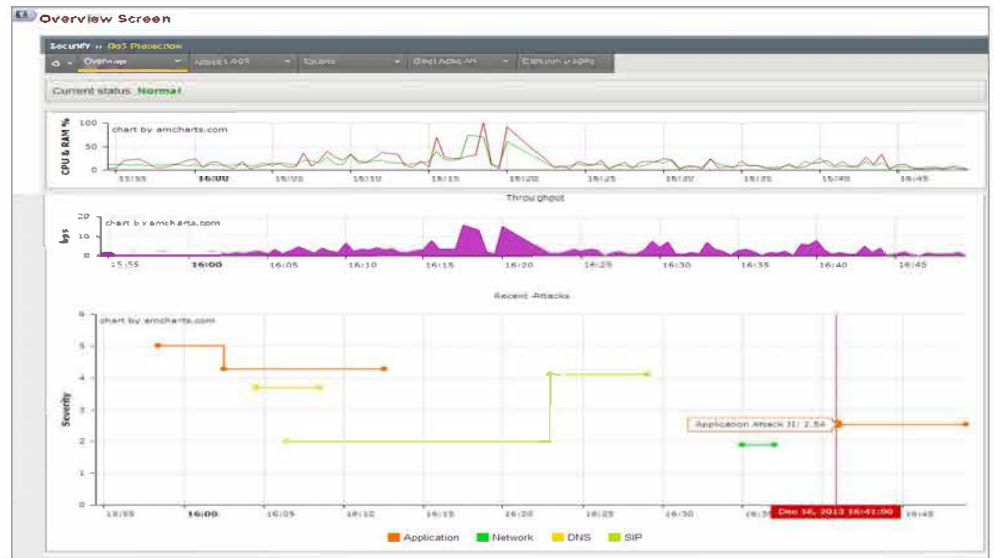 Overview Screen
Security » DoS Protection
Overview
Current status Normal
CPU & RAM %
100
50
0
chart by amcharts.com
15:55 16:00 16:05 16:10 16:15 16:20 16:25 16:30 16:35 16:40 16:45
Throughput
bps
20
10
0
chart by amcharts.com
15:55 16:00 16:05 16:10 16:15 16:20 16:25 16:30 16:35 16:40 16:45
Recent Attacks
Severity
6
5
4
3
2
1
0
chart by amcharts.com
Application Attack II/ 2.54
15:55 16:00 16:05 16:10 16:15 16:20 16:25 16:30 Dec 16, 2013 16:41:00 16:45
Application Network DNS SIP